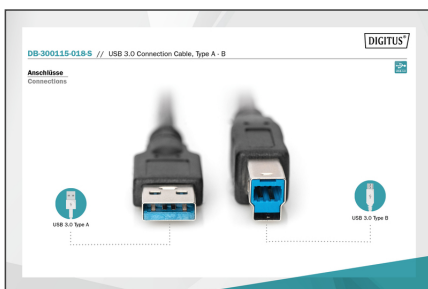 DIGITUS®
DB-300115-018-S // USB 3.0 Connection Cable, Type A - B
Anschlüsse
Connections
USB 3.0 Type A
USB 3.0 Type B